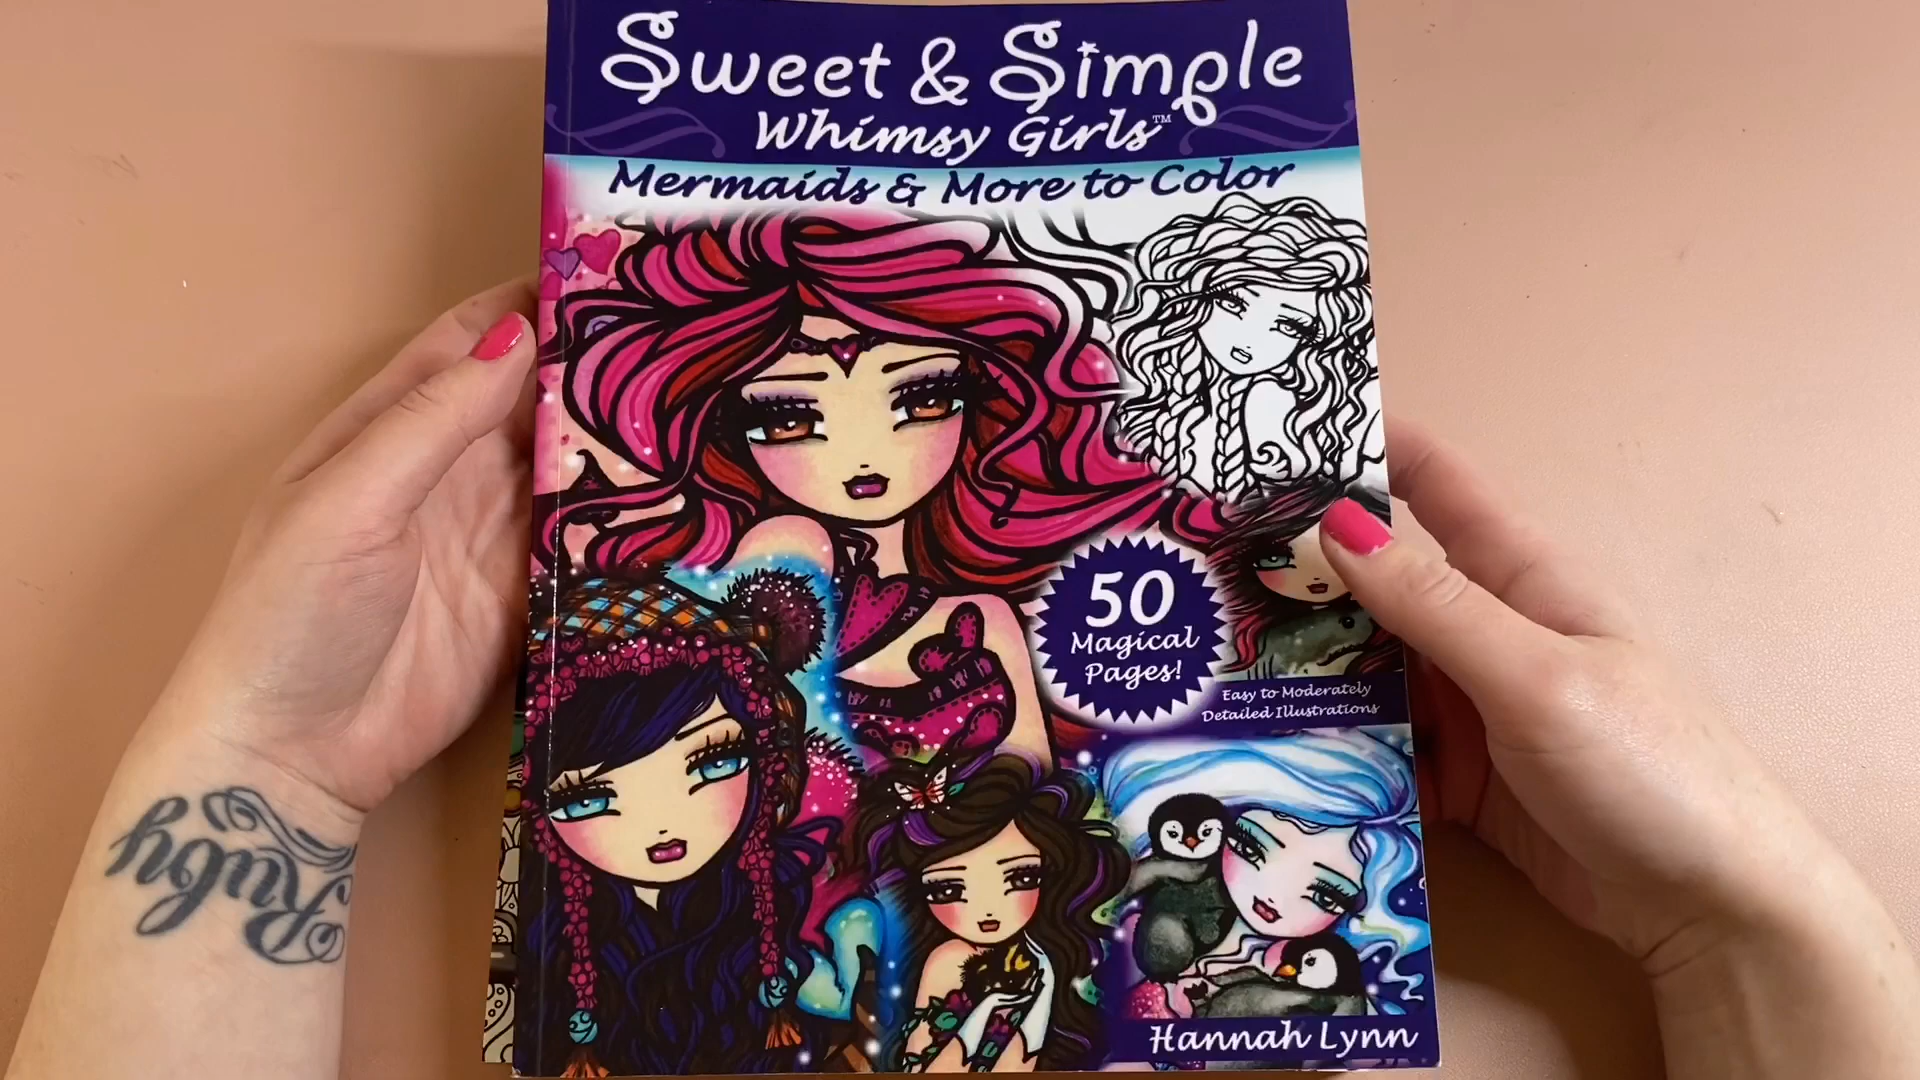 Sweet & Simple
Whimsy Girls™
Mermaids & More to Color
50
Magical
Pages!
Easy to Moderately
Detailed Illustrations
Hannah Lynn
Ruby